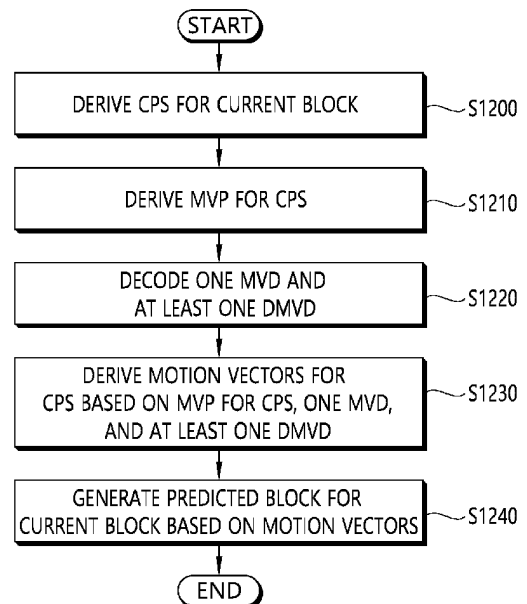 START
DERIVE CPS FOR CURRENT BLOCK
S1200
DERIVE MVP FOR CPS
S1210
DECODE ONE MVD AND
AT LEAST ONE DMVD
S1220
DERIVE MOTION VECTORS FOR
CPS BASED ON MVP FOR CPS, ONE MVD,
AND AT LEAST ONE DMVD
S1230
GENERATE PREDICTED BLOCK FOR
CURRENT BLOCK BASED ON MOTION VECTORS
S1240
END